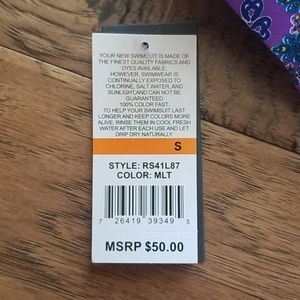 YOUR NEW SWIMSUIT IS MADE OF
THE FINEST QUALITY FABRICS AND
DYES AVAILABLE.
HOWEVER, SWIMWEAR IS
CONTINUALLY EXPOSED TO
CHLORINE, SALT WATER, AND
SUNLIGHT,AND CAN NOT BE
GUARANTEED
100% COLOR FAST
TO HELP YOUR SWIMSUIT LAST
LONGER AND KEEP COLORS MORE
ALIVE, RINSE THEM IN COOL FRESH
WATER AFTER EACH USE AND LET
DRIP DRY NATURALLY.
S
STYLE: RS41L87
COLOR: MLT
7 26419 39349 5
MSRP $50.00